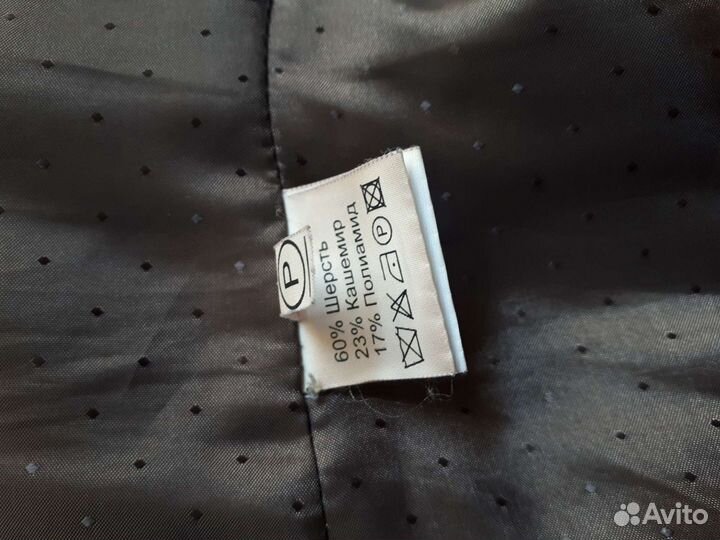 P
60% Шерсть
23% Кашемир
17% Полиамид
P
Avito